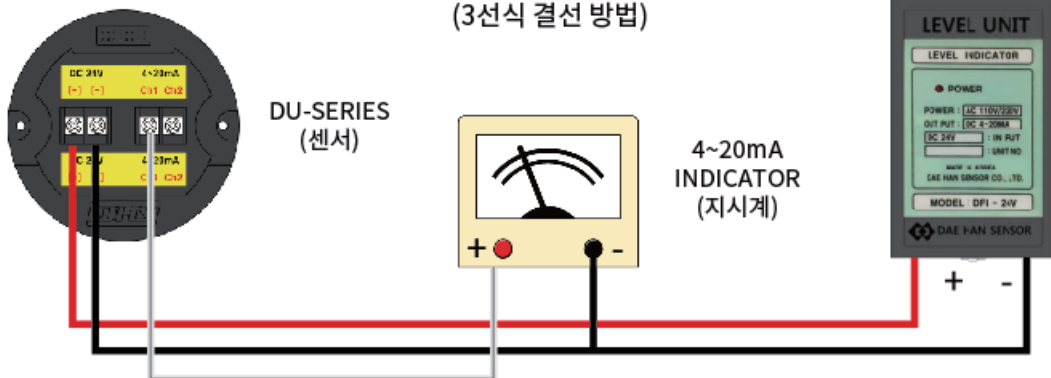 (3선식 결선 방법)
DC 24V 4~20mA
[+] [-] Ch1 Ch2
4~20mA
Ch1 Ch2
DU-SERIES
(센서)
+ -
4~20mA
INDICATOR
(지시계)
LEVEL UNIT
LEVEL INDICATOR
POWER
POWER : AC 110V/220V
OUT PUT : DC 4~20MA
DC 24V : IN PUT
: UNIT NO
MADE IN KOREA
DAE HAN SENSOR CO., LTD.
MODEL : DFI - 24V
DAE HAN SENSOR
+ -